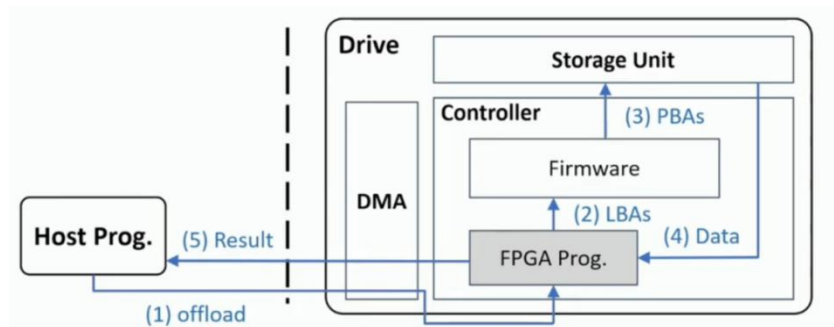 Drive
Storage Unit
Controller
(3) PBAs
Firmware
DMA
(2) LBAs
Host Prog.
(5) Result
FPGA Prog.
(4) Data
(1) offload